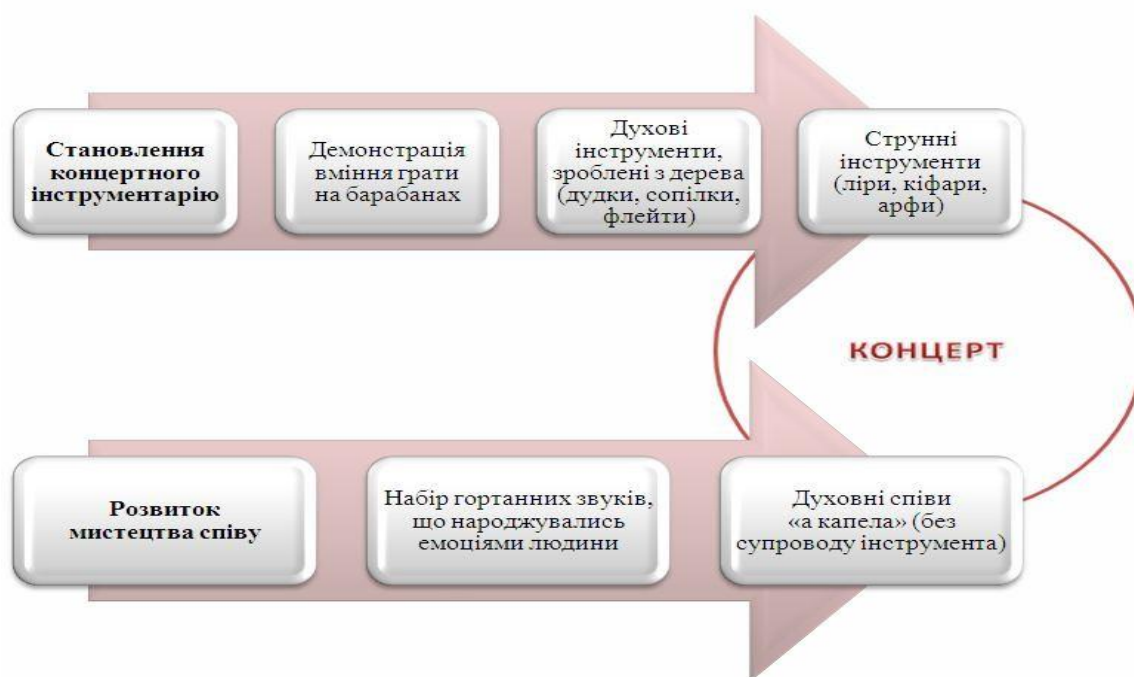 Становлення
концертного
інструментарію
Демонстрація
вміння грати
на барабанах
Духові
інструменти,
зроблені з дерева
(дудки, сопілки,
флейти)
Струнні
інструменти
(ліри, кіфари,
арфи)
КОНЦЕРТ
Розвиток
мистецтва співу
Набір гортанних звуків,
що народжувались
емоціями людини
Духовні співи
«а капела» (без
супроводу інструмента)